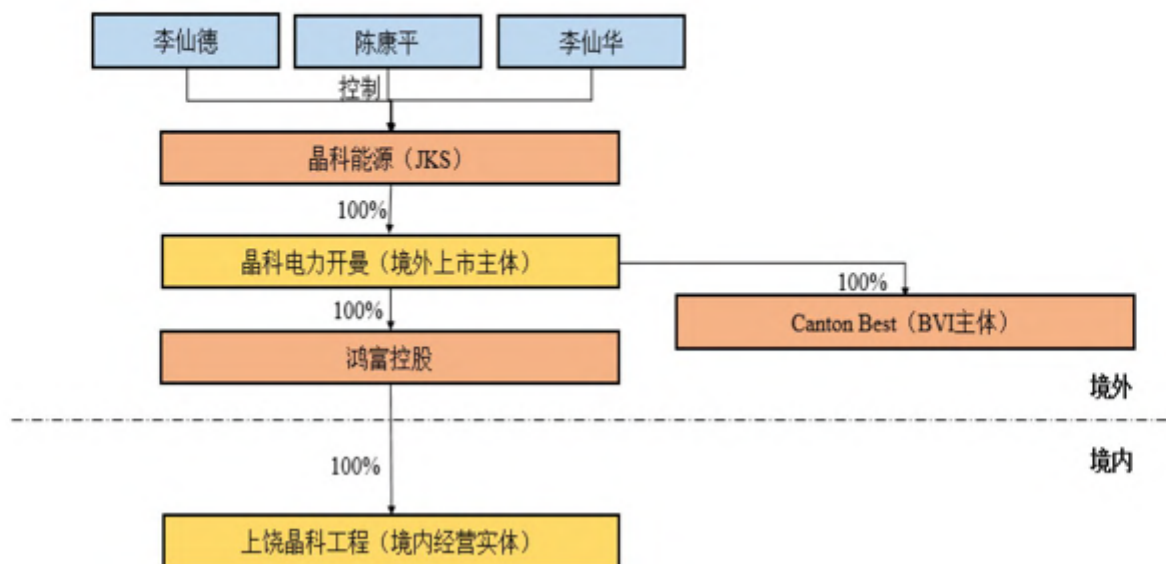 李仙德
陈康平
李仙华
控制
晶科能源（JKS）
100%
晶科电力开曼（境外上市主体）
100%
100%
Canton Best（BVI主体）
鸿富控股
境外
境内
100%
上饶晶科工程（境内经营实体）